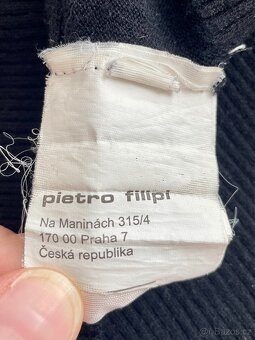 pietro filipi
Na Maninách 315/4
170 00 Praha 7
Česká republika